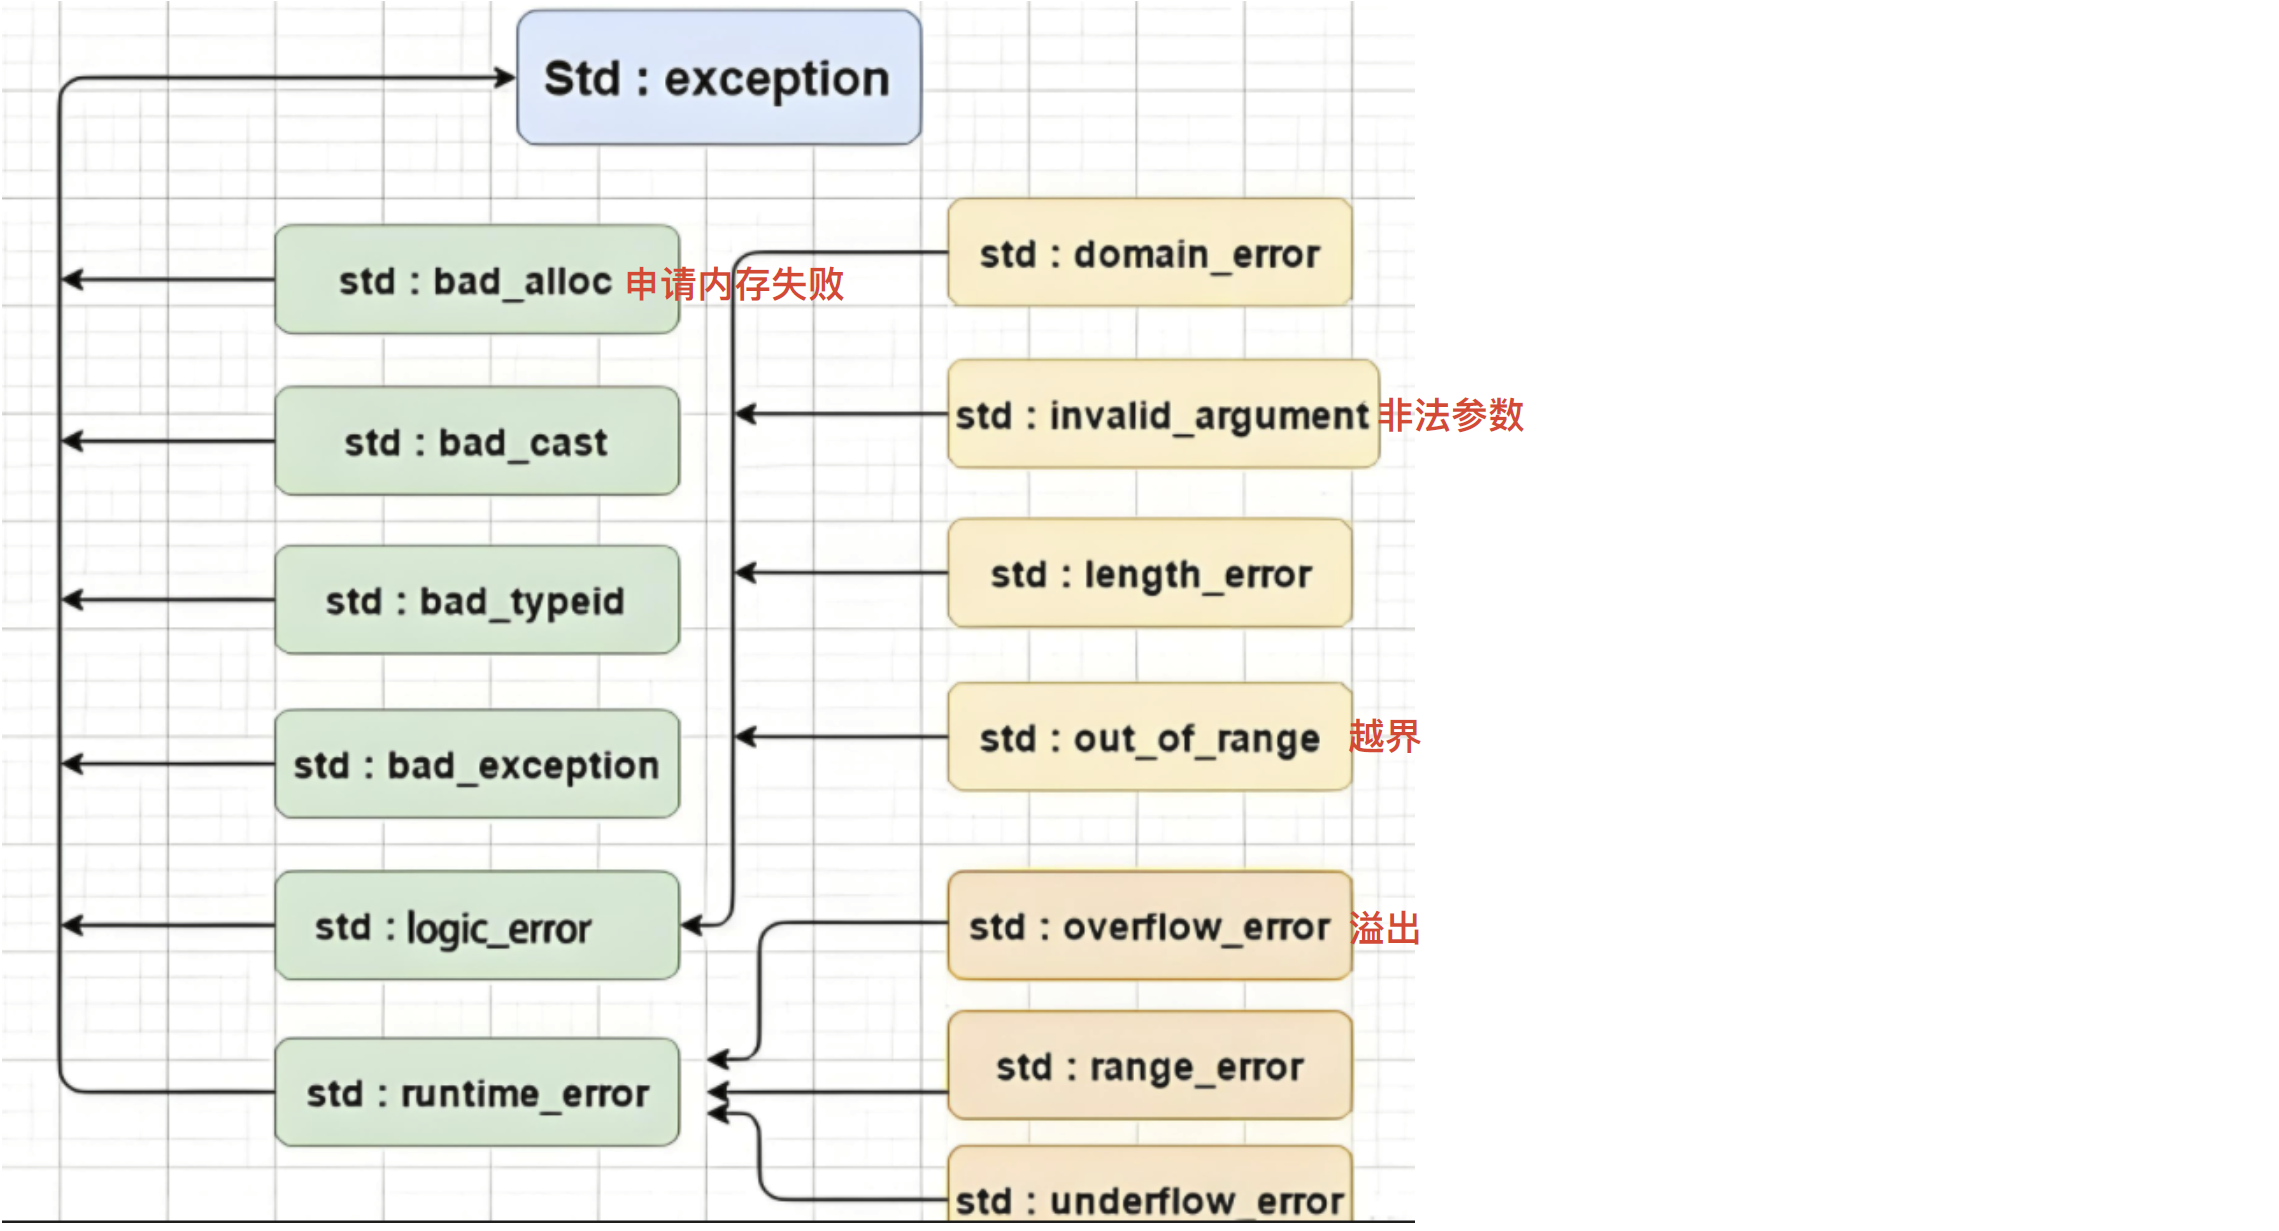 Std : exception
std : bad_alloc 申请内存失败
std : bad_cast
std : bad_typeid
std : bad_exception
std : logic_error
std : runtime_error
std : domain_error
std : invalid_argument 非法参数
std : length_error
std : out_of_range 越界
std : overflow_error 溢出
std : range_error
std : underflow_error